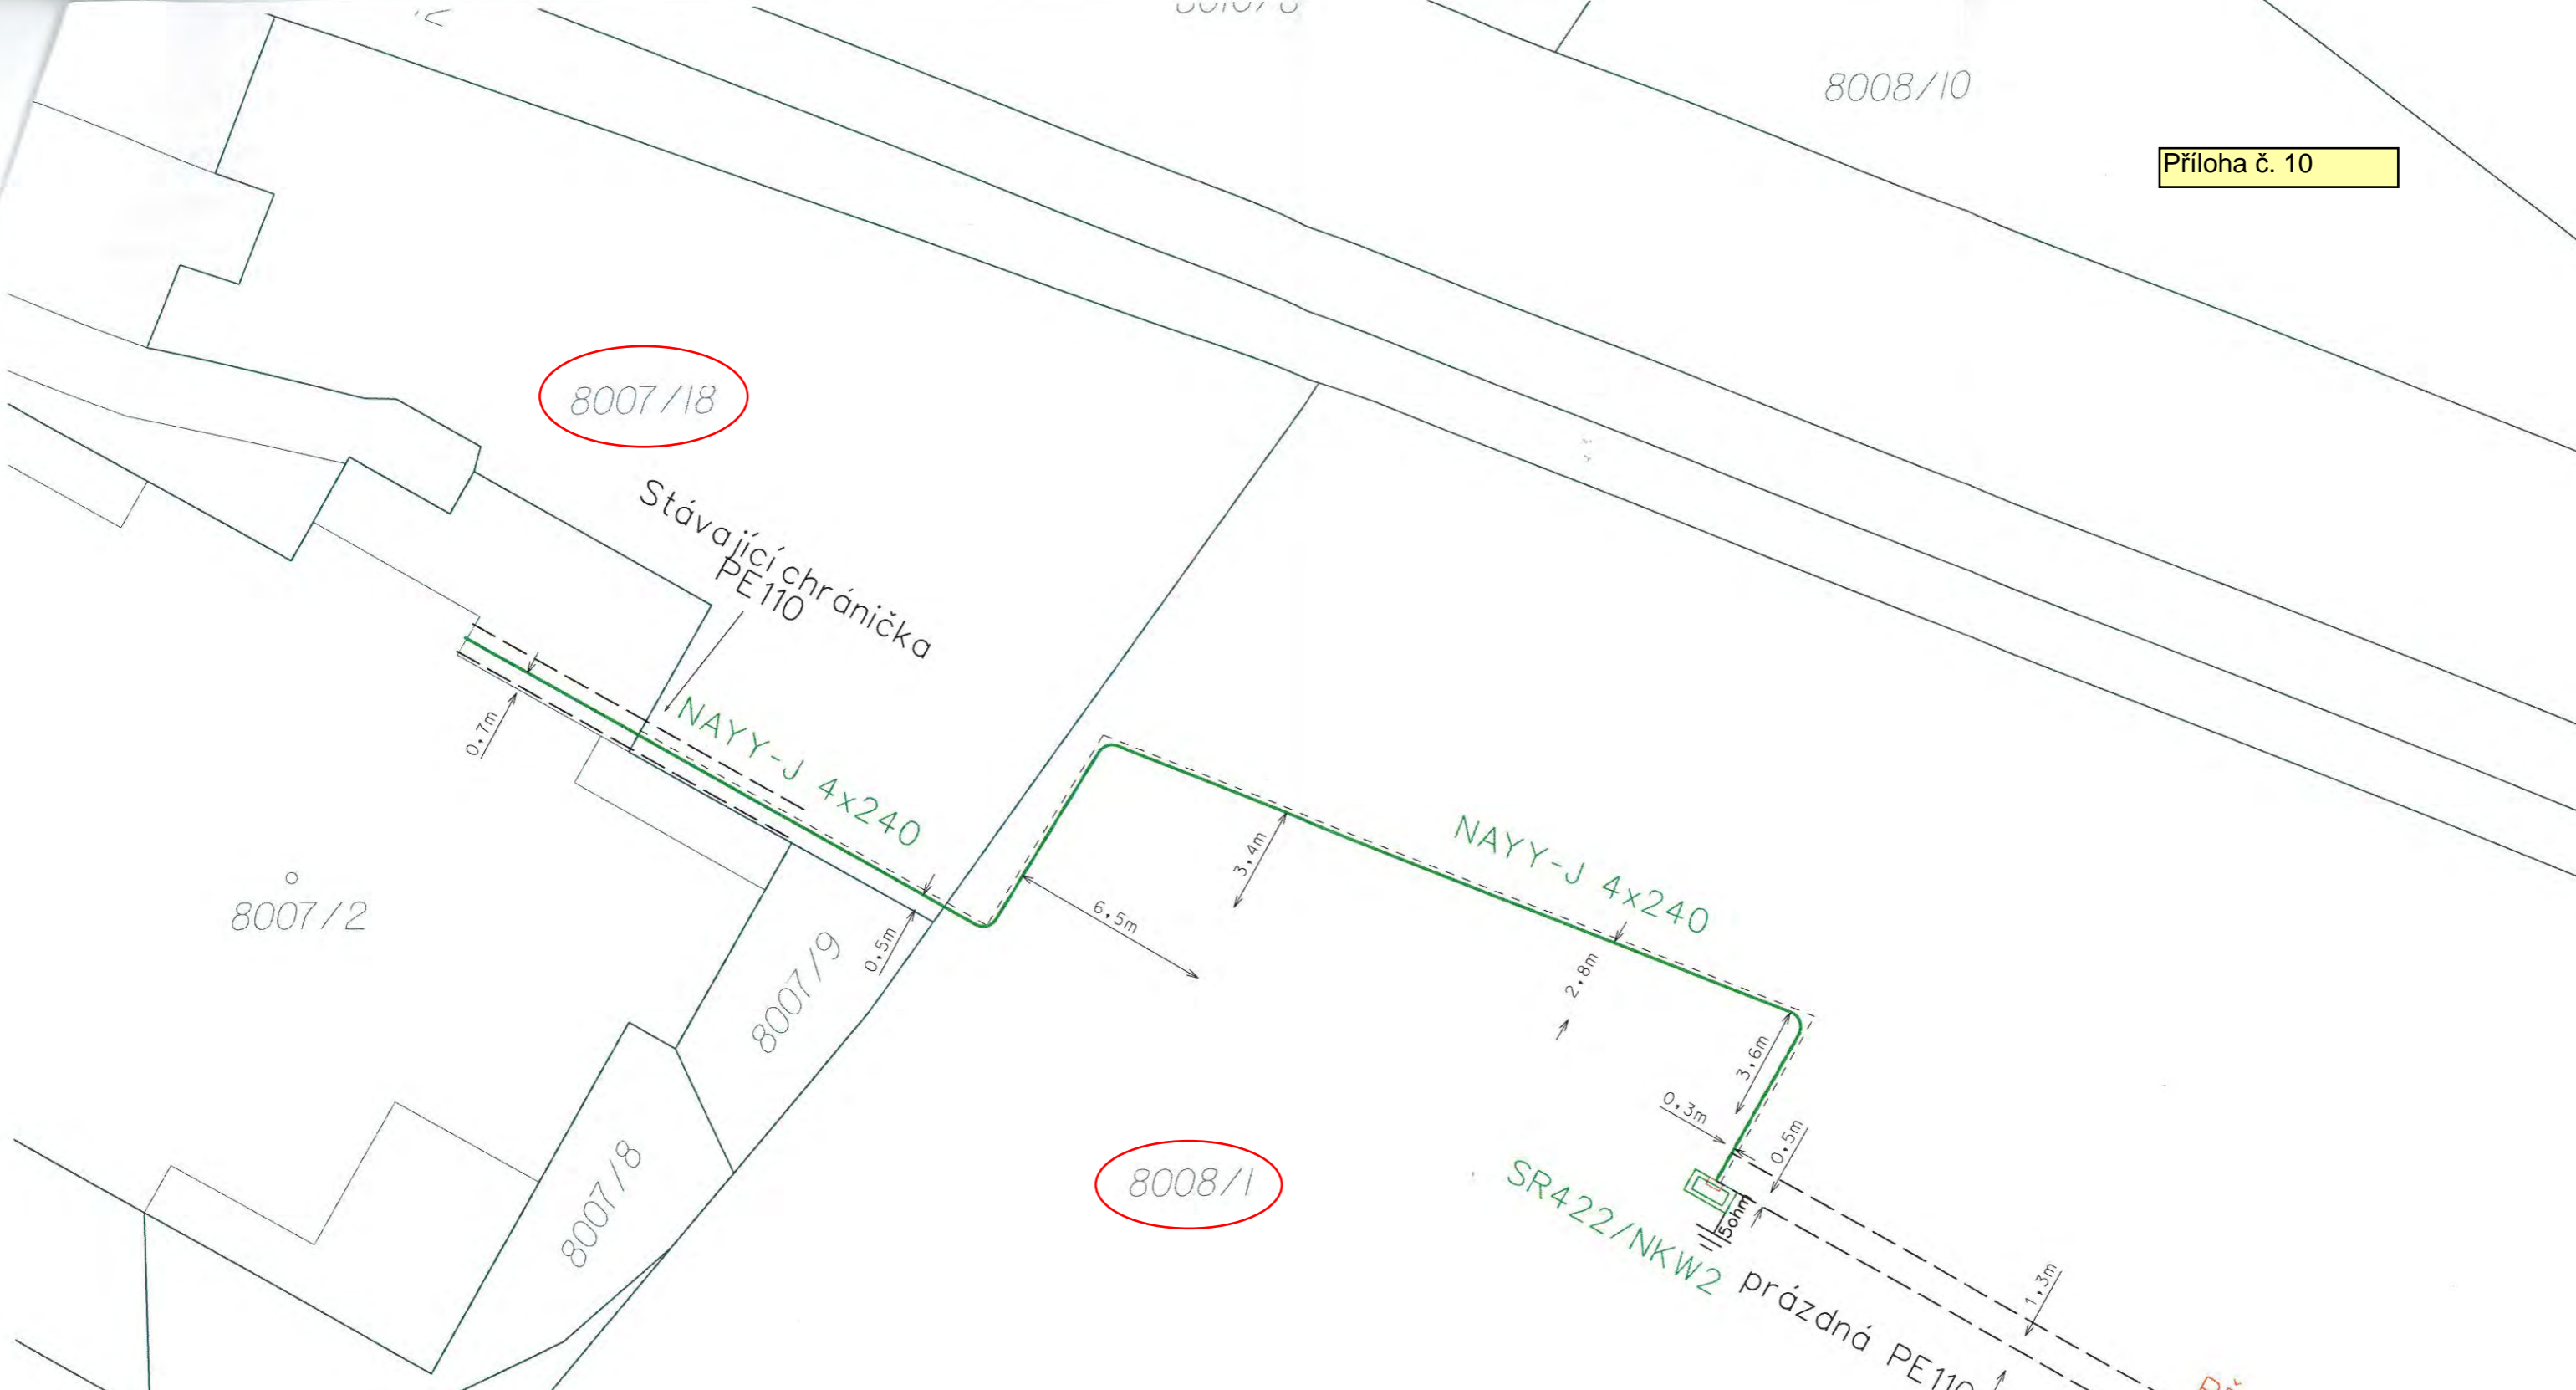 8008/10
Příloha č. 10
8007/18
Stávající chránička
PE110
NAYY-J 4x240
0,7m
NAYY-J 4x240
3,4m
6,5m
0,5m
2,8m
8007/2
8007/9
3,6m
0,3m
0,5m
8007/8
8008/1
SR422/NKW2
5ohm
1,3m
prázdná PE110